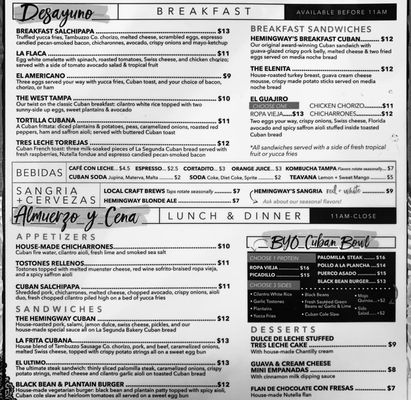 Desayuno
BREAKFAST
AVAILABLE BEFORE 11AM
BREAKFAST SALCHIPAPA $13
Truffled yucca fries, Tambuzzo Ca. chorizo, melted cheese, scrambled eggs, espresso
candied pecan-smoked bacon, chicharrones, avocado, crispy onions and mayo-ketchup
LA FLACA $11
Egg white omelette with spinach, roasted tomatoes, Swiss cheese, and chicken chorizo;
served with a side of tomato avocado salad & tropical fruit
EL AMERICANO $9
Three eggs served your way with yucca fries, Cuban toast, and your choice of bacon,
chorizo, or ham
THE WEST TAMPA $10
Our twist on the classic Cuban breakfast: cilantro white rice topped with two
sunny-side up eggs, sweet plantains & avocado
TORTILLA CUBANA $11
A Cuban frittata: diced plantains & potatoes, peas, caramelized onions, roasted red
peppers, ham and saffron aioli; served with buttered Cuban toast
TRES LECHE TORREJAS $12
Cuban French toast: three milk-soaked pieces of La Segunda Cuban bread served with
fresh raspberries, Nutella fondue and espresso candied pecan-smoked bacon
BREAKFAST SANDWICHES
HEMINGWAY'S BREAKFAST CUBAN $12
Our original award-winning Cuban sandwich with
guava-glazed crispy pork belly, melted cheese & two fried
eggs served on media noche bread
THE ELENITA $12
House-roasted turkey breast, guava cream cheese
mousse, maple potato sticks served on media
noche bread
EL GUAJIRO
CHOOSE ONE CHICKEN CHORIZO $11
ROPA VIEJA $13 CHICHARRONES $12
Two eggs your way, crispy onions, Swiss cheese, Florida
avocado and spicy saffron aioli stuffed inside toasted
Cuban bread
*All sandwiches served with a side of fresh tropical
fruit or yucca fries
BEBIDAS
CAFÉ CON LECHE $4.5 ESPRESSO $2.5 CORTADITO $3 ORANGE JUICE $3 KOMBUCHA TAMPA Flavors rotate seasonally $7
CUBAN SODA Jupina, Materva, Malta $2 SODA Coke, Diet Coke, Sprite $2 TEAVANA Lemon + Sweet Mango $5
SANGRIA
+ CERVEZAS
LOCAL CRAFT BREWS Taps rotate seasonally $7
HEMINGWAY BLONDE ALE $7
HEMINGWAY'S SANGRIA red + white $9
Ask about our seasonal flavors!
Almuerzo y Cena
LUNCH & DINNER
11AM-CLOSE
APPETIZERS
HOUSE-MADE CHICHARRONES $10
Cuban fire water, cilantro aioli, fresh lime and smoked sea salt
TOSTONES RELLENOS $11
Tostones topped with melted muenster cheese, red wine sofrito-braised ropa vieja,
and a spicy saffron aioli
CUBAN SALCHIPAPA $11
Shredded chicharrones, melted cheese, chopped avocado, crispy onions, aioli
duo, fresh chopped cilantro piled high on a bed of yucca fries
SANDWICHES
THE HEMINGWAY CUBAN $12
House-roasted pork, salami, jamon dulce, swiss cheese, pickles, and our
house-made special sauce all on La Segunda Bakery Cuban bread
LA FRITA CUBANA $13
House blend of Tambuzzo Sausage Co. chorizo, pork, and beef, caramelized onions,
melted Swiss cheese, topped with crispy potato strings all on a sweet egg bun
EL ULTIMO $13
The ultimate steak sandwich: thinly sliced palomilla steak, caramelized onions, crispy
potato strings, melted cheese and cilantro garlic aioli on toasted Cuban bread
BLACK BEAN & PLANTAIN BURGER $12
House-made vegetarian burger: black bean and plantain patty topped with spicy aioli,
Cuban cole slaw and heirloom tomatoes all served on a sweet egg bun
BYO Cuban Bowl
CHOOSE 1 PROTEIN
ROPA VIEJA $16
PICADILLO $15
PALOMILLA STEAK $16
POLLO A LA PLANCHA $14
PUERCO ASADO $15
BLACK BEAN BURGER $13
CHOOSE 3 SIDES
• Cilantro White Rice
• Garlic Tostones
• Plantains
• Yucca Fries
• Black Beans
• Fresh Sauteed Green
Beans w/ Garlic & Lime
• Cuban Cole Slaw
• Mojo
Quinoa +$2
• Side
Salad +$2
DESSERTS
DULCE DE LECHE STUFFED
TRES LECHE CAKE $9
With house-made Chantilly cream
GUAVA & CREAM CHEESE
MINI EMPANADAS $8
With cinnamon milk dipping sauce
FLAN DE CHOCOLATE CON FRESAS $7
House-made Nutella flan